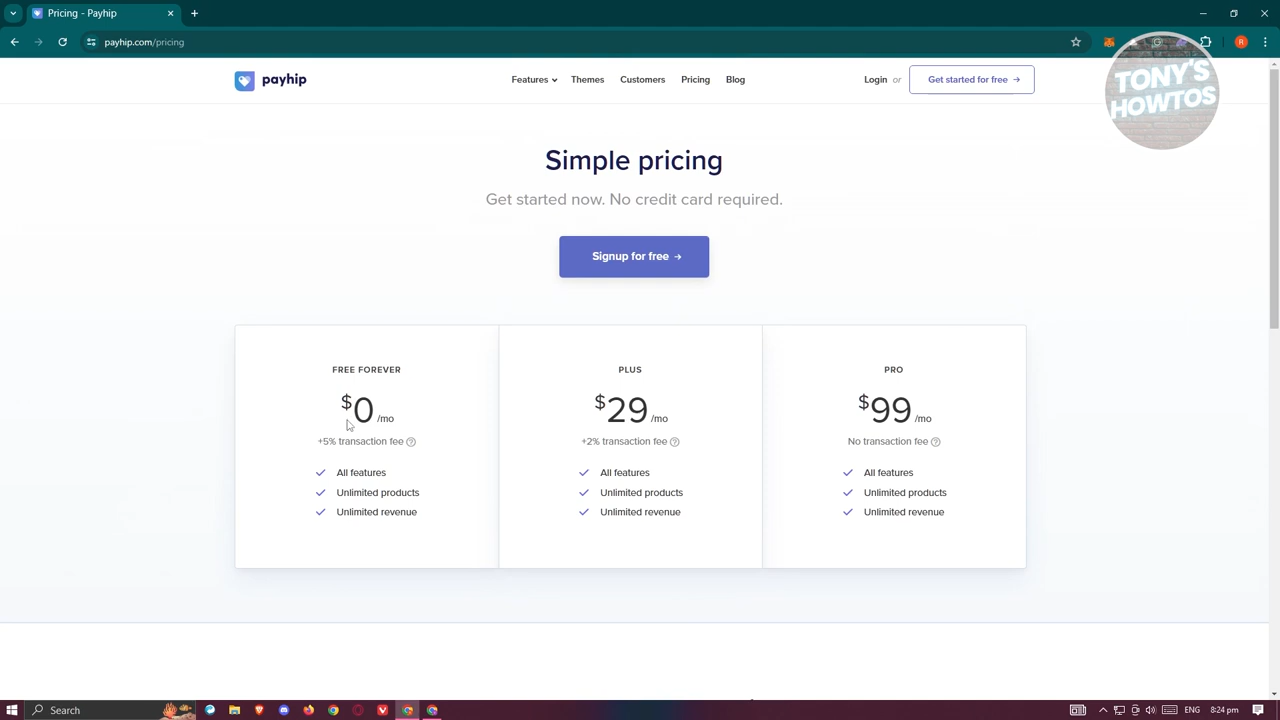 Pricing - Payhip
payhip.com/pricing
payhip
Features
Themes
Customers
Pricing
Blog
Login or
Get started for free →
TONY'S
HOWTOS
Simple pricing
Get started now. No credit card required.
Signup for free →
FREE FOREVER
$0 /mo
+5% transaction fee
All features
Unlimited products
Unlimited revenue
PLUS
$29 /mo
+2% transaction fee
All features
Unlimited products
Unlimited revenue
PRO
$99 /mo
No transaction fee
All features
Unlimited products
Unlimited revenue
Search
ENG
8:24 pm